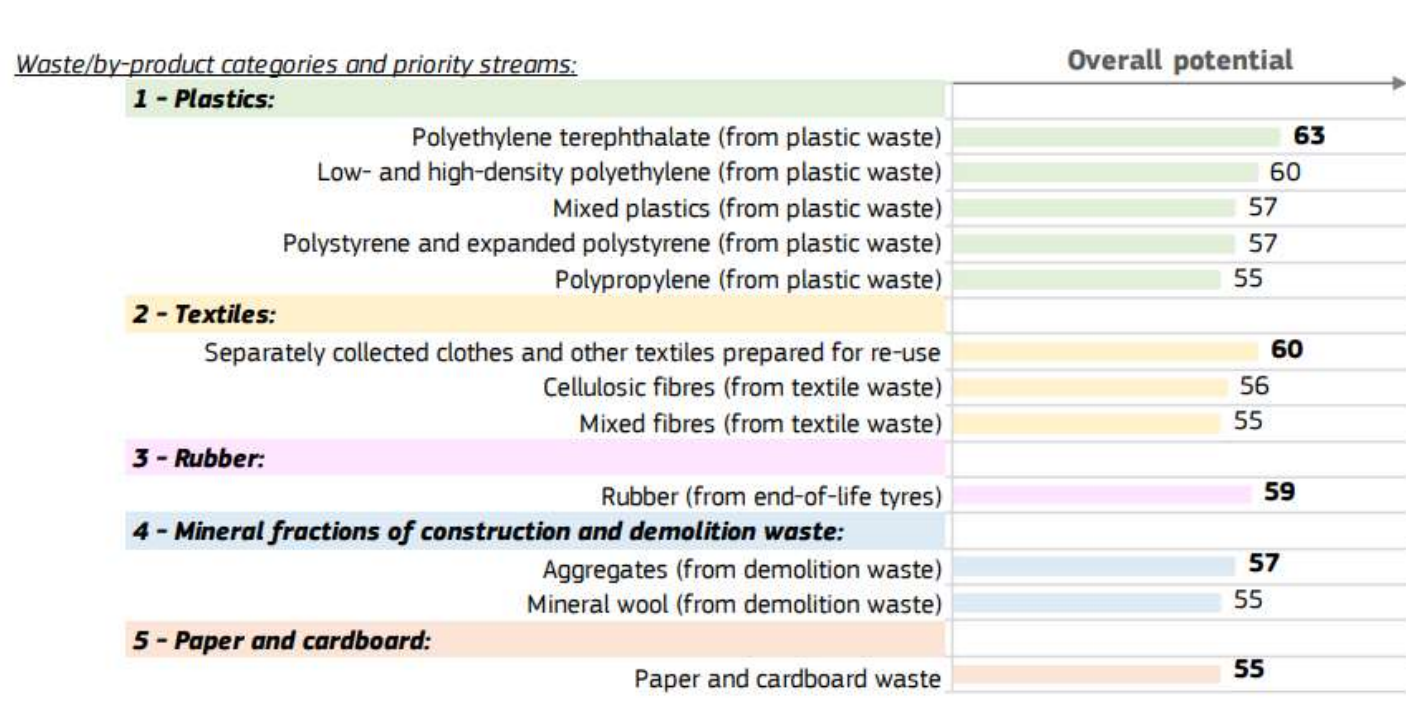 Overall potential
Waste/by-product categories and priority streams:
1 - Plastics:
Polyethylene terephthalate (from plastic waste) 63
Low- and high-density polyethylene (from plastic waste) 60
Mixed plastics (from plastic waste) 57
Polystyrene and expanded polystyrene (from plastic waste) 57
Polypropylene (from plastic waste) 55
2 - Textiles:
Separately collected clothes and other textiles prepared for re-use 60
Cellulosic fibres (from textile waste) 56
Mixed fibres (from textile waste) 55
3 - Rubber:
Rubber (from end-of-life tyres) 59
4 - Mineral fractions of construction and demolition waste:
Aggregates (from demolition waste) 57
Mineral wool (from demolition waste) 55
5 - Paper and cardboard:
Paper and cardboard waste 55